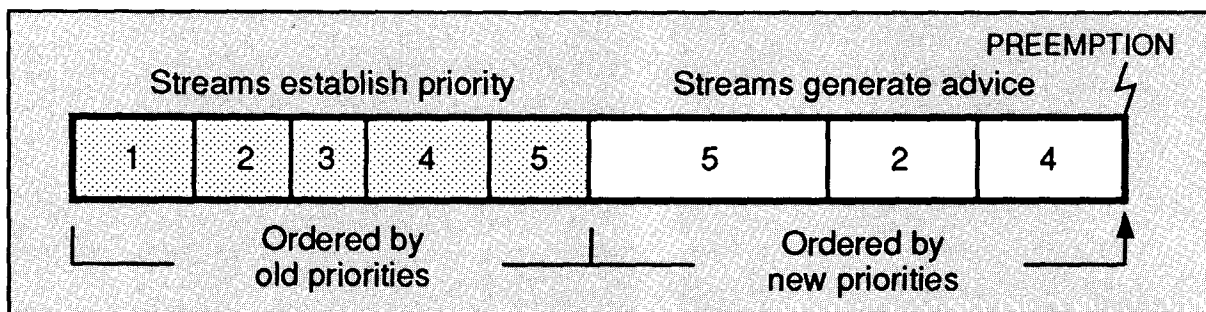 PREEMPTION
Streams establish priority
Streams generate advice
1 2 3 4 5 5 2 4
Ordered by
old priorities
Ordered by
new priorities